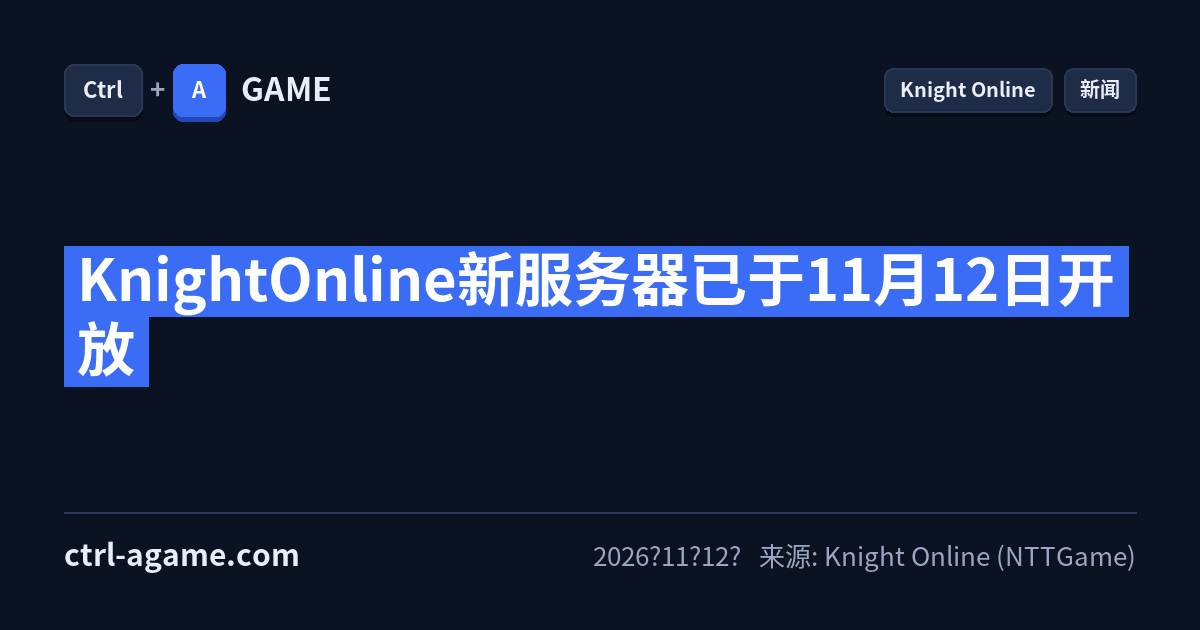 Ctrl + A GAME
Knight Online 新闻
KnightOnline新服务器已于11月12日开
放
ctrl-agame.com
2026?11?12? 来源: Knight Online (NTTGame)